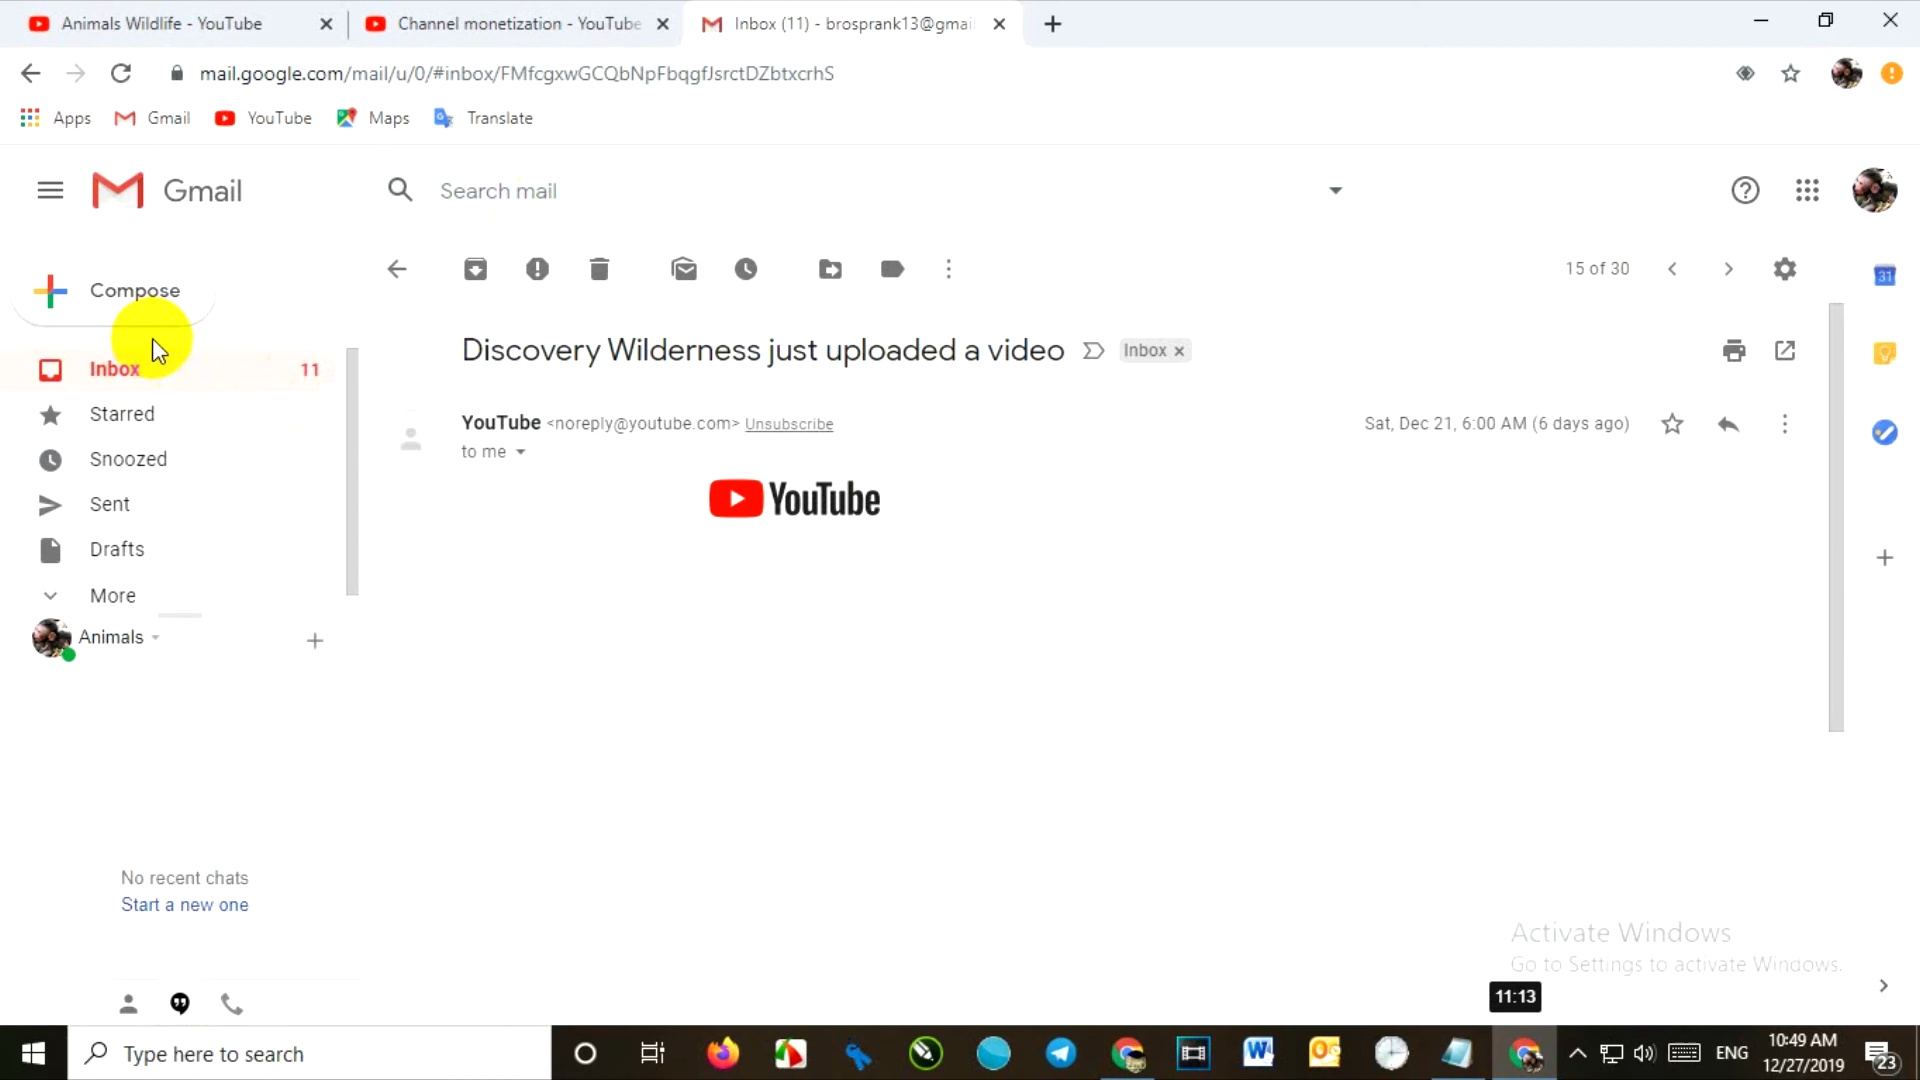 Animals Wildlife - YouTube
Channel monetization - YouTube
Inbox (11) - brosprank13@gmai
mail.google.com/mail/u/0/#inbox/FMfcgxwGCQbNpFbqgfJsrctDZbtxcrhS
Apps Gmail YouTube Maps Translate
Gmail
Search mail
Compose
15 of 30
31
Discovery Wilderness just uploaded a video Inbox x
Inbox 11
Starred
YouTube <noreply@youtube.com> Unsubscribe
Sat, Dec 21, 6:00 AM (6 days ago)
to me
Snoozed
YouTube
Sent
Drafts
More
Animals
No recent chats
Start a new one
Activate Windows
Go to Settings to activate Windows.
11:13
Type here to search
ENG
10:49 AM
12/27/2019
23